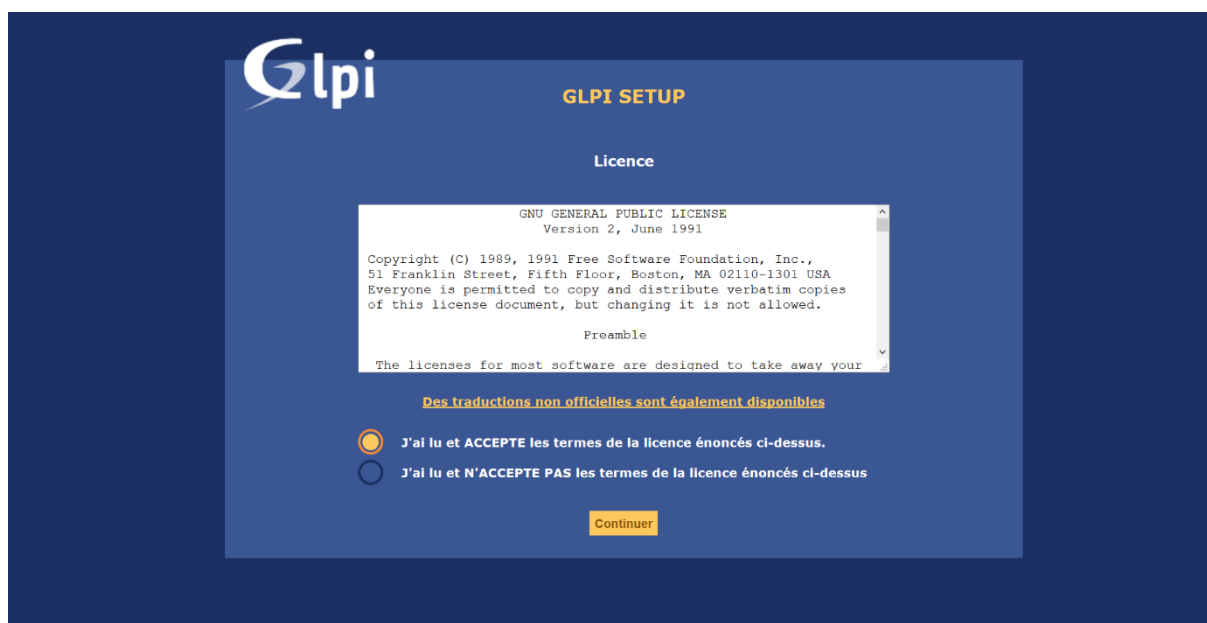 Glpi
GLPI SETUP
Licence
GNU GENERAL PUBLIC LICENSE
Version 2, June 1991
Copyright (C) 1989, 1991 Free Software Foundation, Inc.,
51 Franklin Street, Fifth Floor, Boston, MA 02110-1301 USA
Everyone is permitted to copy and distribute verbatim copies
of this license document, but changing it is not allowed.
Preamble
The licenses for most software are designed to take away your
Des traductions non officielles sont également disponibles
J'ai lu et ACCEPTE les termes de la licence énoncés ci-dessus.
J'ai lu et N'ACCEPTE PAS les termes de la licence énoncés ci-dessus
Continuer